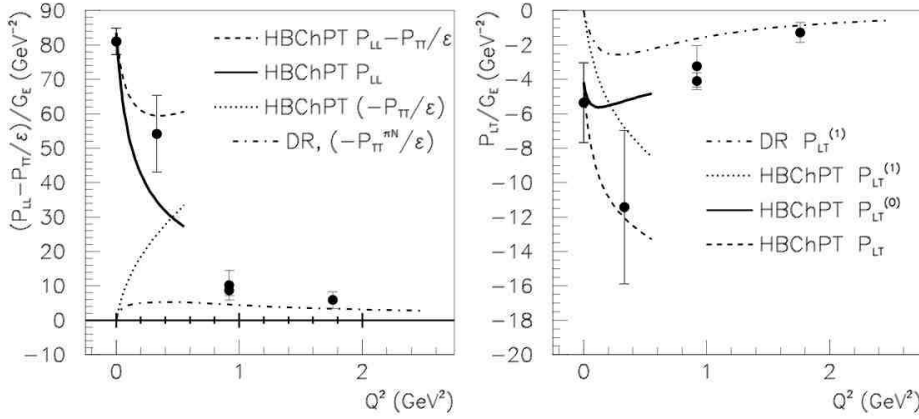 (P_LL−P_TT/ε)/G_E (GeV⁻²)
90
80
70
60
50
40
30
20
10
0
−10
HBChPT P_LL−P_TT/ε
HBChPT P_LL
HBChPT (−P_TT/ε)
DR, (−P_TT^πN/ε)
0 1 2
Q² (GeV²)
P_LT/G_E (GeV⁻²)
0
−2
−4
−6
−8
−10
−12
−14
−16
−18
−20
DR P_LT^(1)
HBChPT P_LT^(1)
HBChPT P_LT^(0)
HBChPT P_LT
0 1 2
Q² (GeV²)